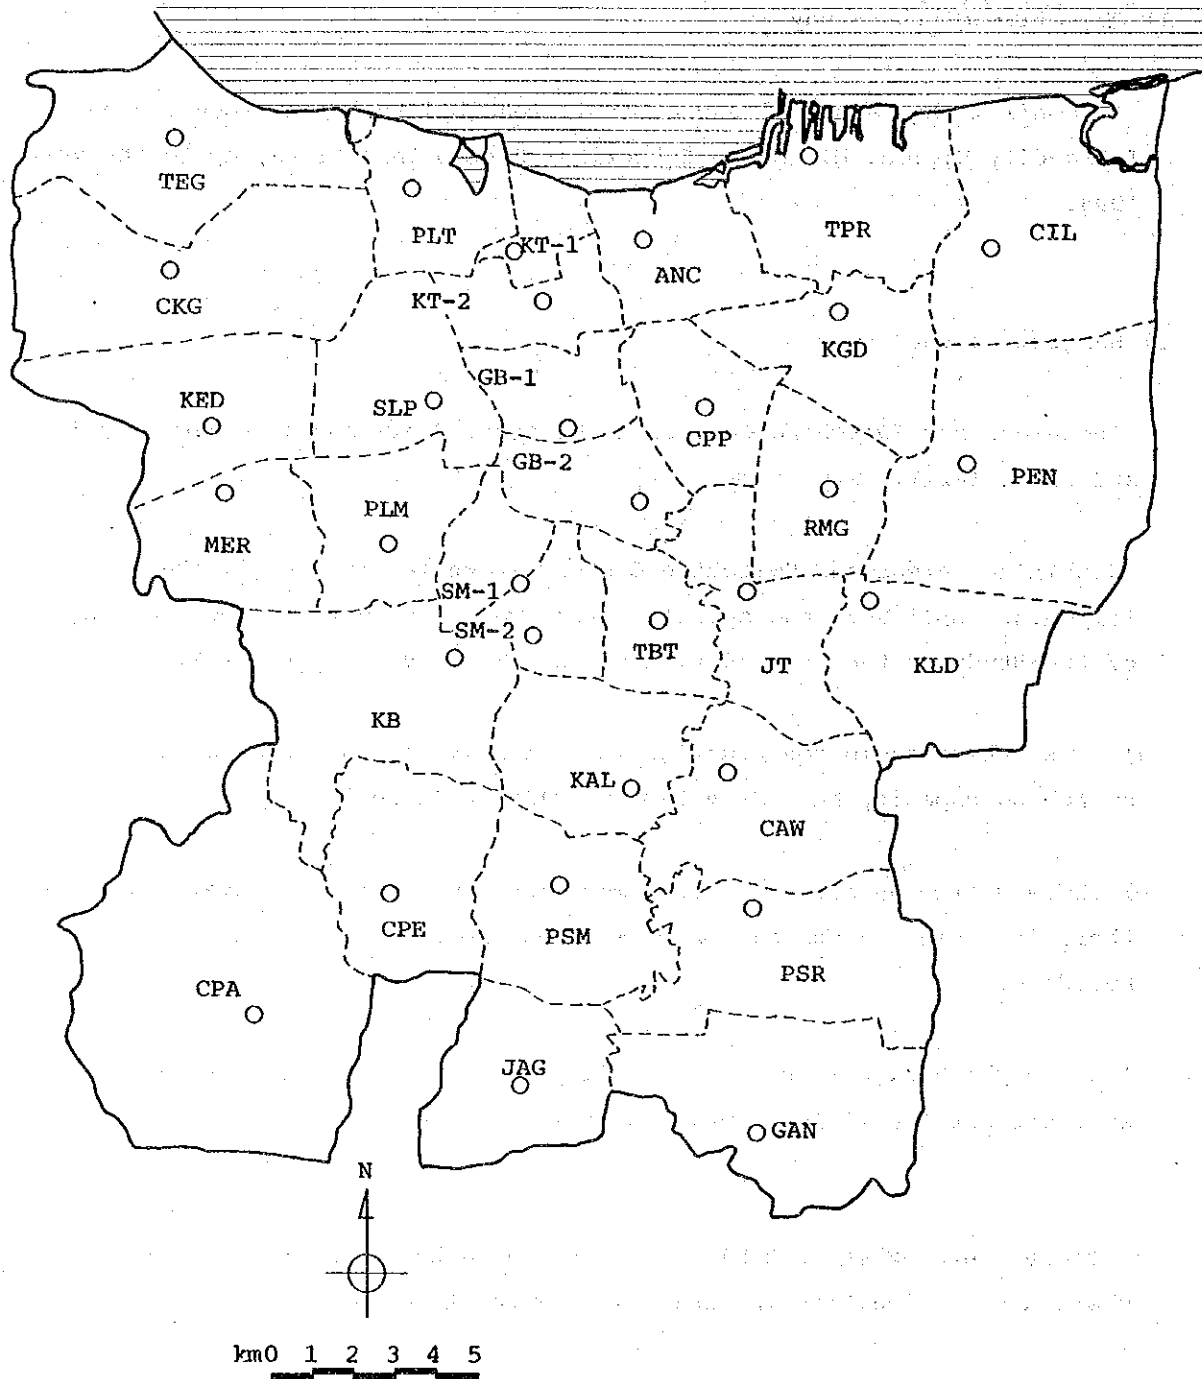 TEG
PLT
KT-1
TPR
CIL
ANC
CKG
KT-2
KGD
GB-1
KED
SLP
CPP
GB-2
PEN
PLM
RMG
MER
SM-1
SM-2
TBT
JT
KLD
KB
KAL
CAW
CPE
PSM
PSR
CPA
JAG
GAN
N
km0 1 2 3 4 5